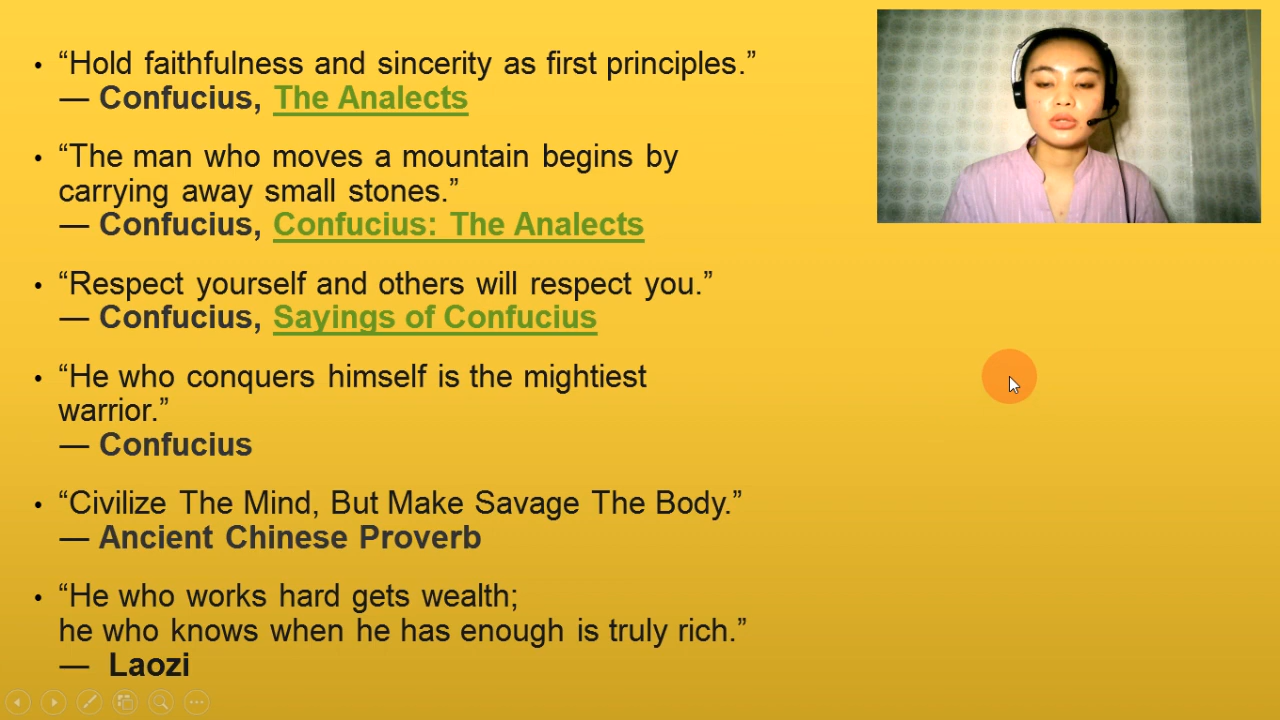 • “Hold faithfulness and sincerity as first principles.”
— Confucius, The Analects
• “The man who moves a mountain begins by
carrying away small stones.”
— Confucius, Confucius: The Analects
• “Respect yourself and others will respect you.”
— Confucius, Sayings of Confucius
• “He who conquers himself is the mightiest
warrior.”
— Confucius
• “Civilize The Mind, But Make Savage The Body.”
— Ancient Chinese Proverb
• “He who works hard gets wealth;
he who knows when he has enough is truly rich.”
— Laozi